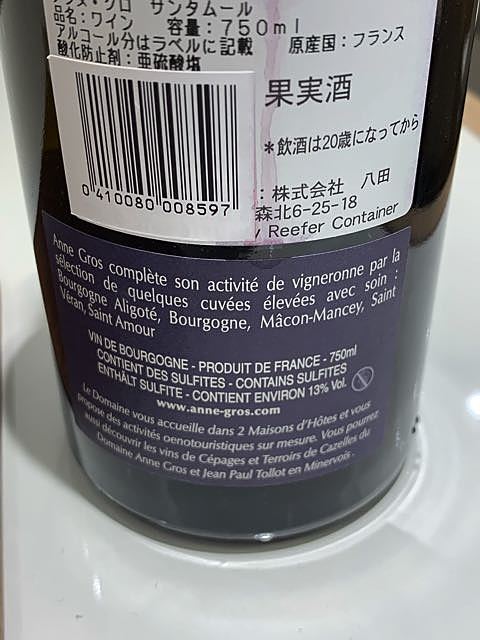 アンヌ・グロ サンタムール
品名：ワイン 容量：７５０ｍｌ
アルコール分はラベルに記載 原産国：フランス
酸化防止剤：亜硫酸塩
果実酒
＊飲酒は20歳になってから
0 410080 008597
：株式会社 八田
森北6-25-18
Reefer Container
Anne Gros complète son activité de vigneronne par la
sélection de quelques cuvées élevées avec soin :
Bourgogne Aligoté, Bourgogne, Mâcon-Mancey, Saint
Véran, Saint Amour
VIN DE BOURGOGNE - PRODUIT DE FRANCE - 750ml
CONTIENT DES SULFITES - CONTAINS SULFITES
ENTHÄLT SULFITE - CONTIENT ENVIRON 13% Vol.
www.anne-gros.com
Le Domaine vous accueille dans 2 Maisons d'Hôtes et vous
propose des activités oenotouristiques sur mesure. Vous pourrez
aussi découvrir les vins de Cépages et Terroirs de Cazelles du
Domaine Anne Gros et Jean Paul Tollot en Minervois.